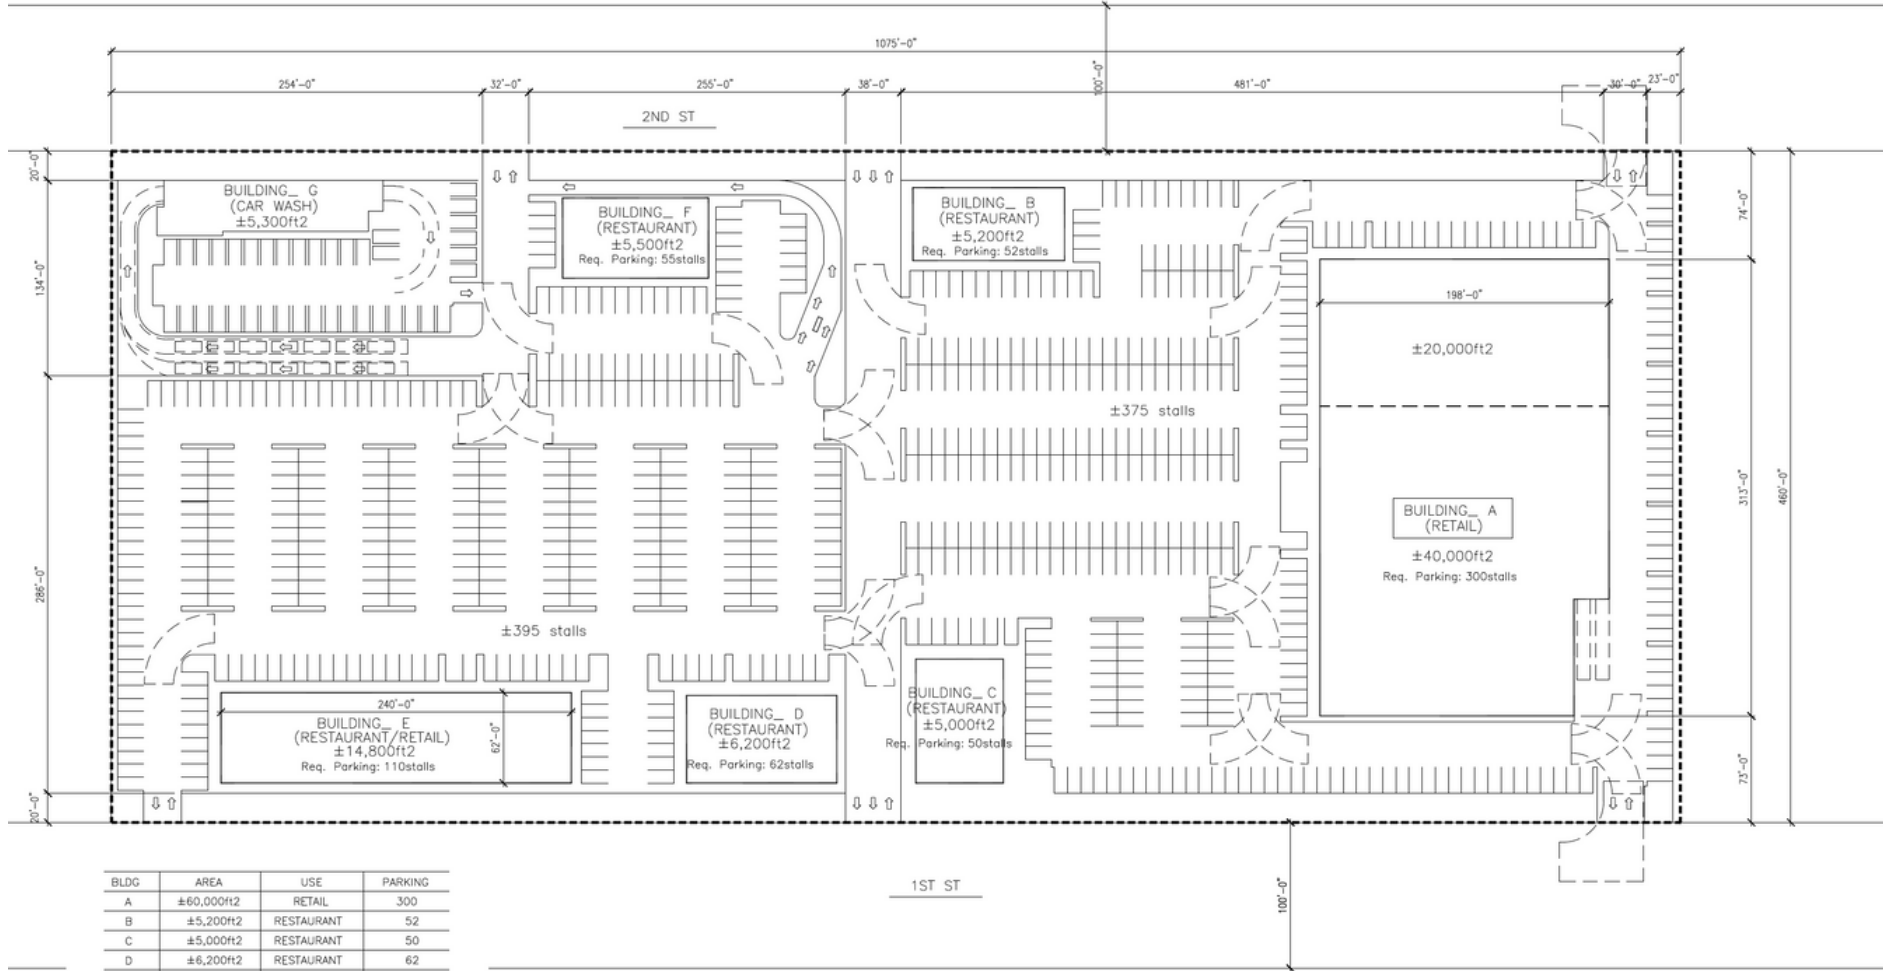 1075'-0"
254'-0"
32'-0"
255'-0"
38'-0"
100'-0"
481'-0"
30'-0"
23'-0"
2ND ST
20'-0"
134'-0"
286'-0"
20'-0"
BUILDING_ G
(CAR WASH)
±5,300ft2
BUILDING_ F
(RESTAURANT)
±5,500ft2
Req. Parking: 55stalls
BUILDING_ B
(RESTAURANT)
±5,200ft2
Req. Parking: 52stalls
74'-0"
198'-0"
±20,000ft2
±375 stalls
313'-0"
460'-0"
BUILDING_ A
(RETAIL)
±40,000ft2
Req. Parking: 300stalls
±395 stalls
240'-0"
62'-0"
BUILDING_ E
(RESTAURANT/RETAIL)
±14,800ft2
Req. Parking: 110stalls
BUILDING_ D
(RESTAURANT)
±6,200ft2
Req. Parking: 62stalls
BUILDING_ C
(RESTAURANT)
±5,000ft2
Req. Parking: 50stalls
73'-0"
1ST ST
100'-0"
BLDG AREA USE PARKING
A ±60,000ft2 RETAIL 300
B ±5,200ft2 RESTAURANT 52
C ±5,000ft2 RESTAURANT 50
D ±6,200ft2 RESTAURANT 62